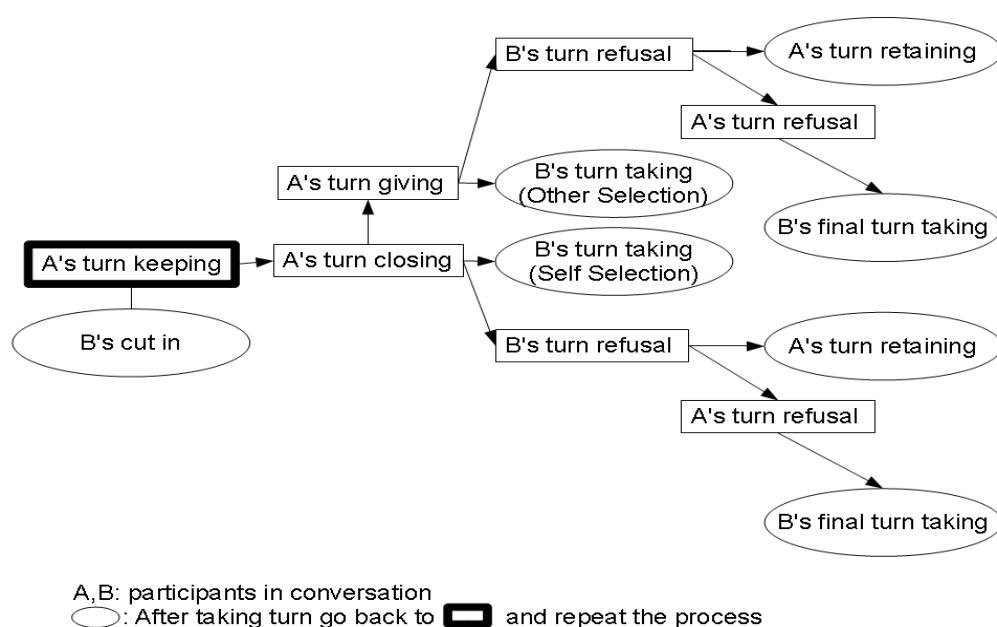 B's turn refusal
A's turn retaining
A's turn refusal
A's turn giving
B's turn taking
(Other Selection)
B's final turn taking
A's turn keeping
A's turn closing
B's turn taking
(Self Selection)
B's cut in
B's turn refusal
A's turn retaining
A's turn refusal
B's final turn taking
A,B: participants in conversation
: After taking turn go back to and repeat the process